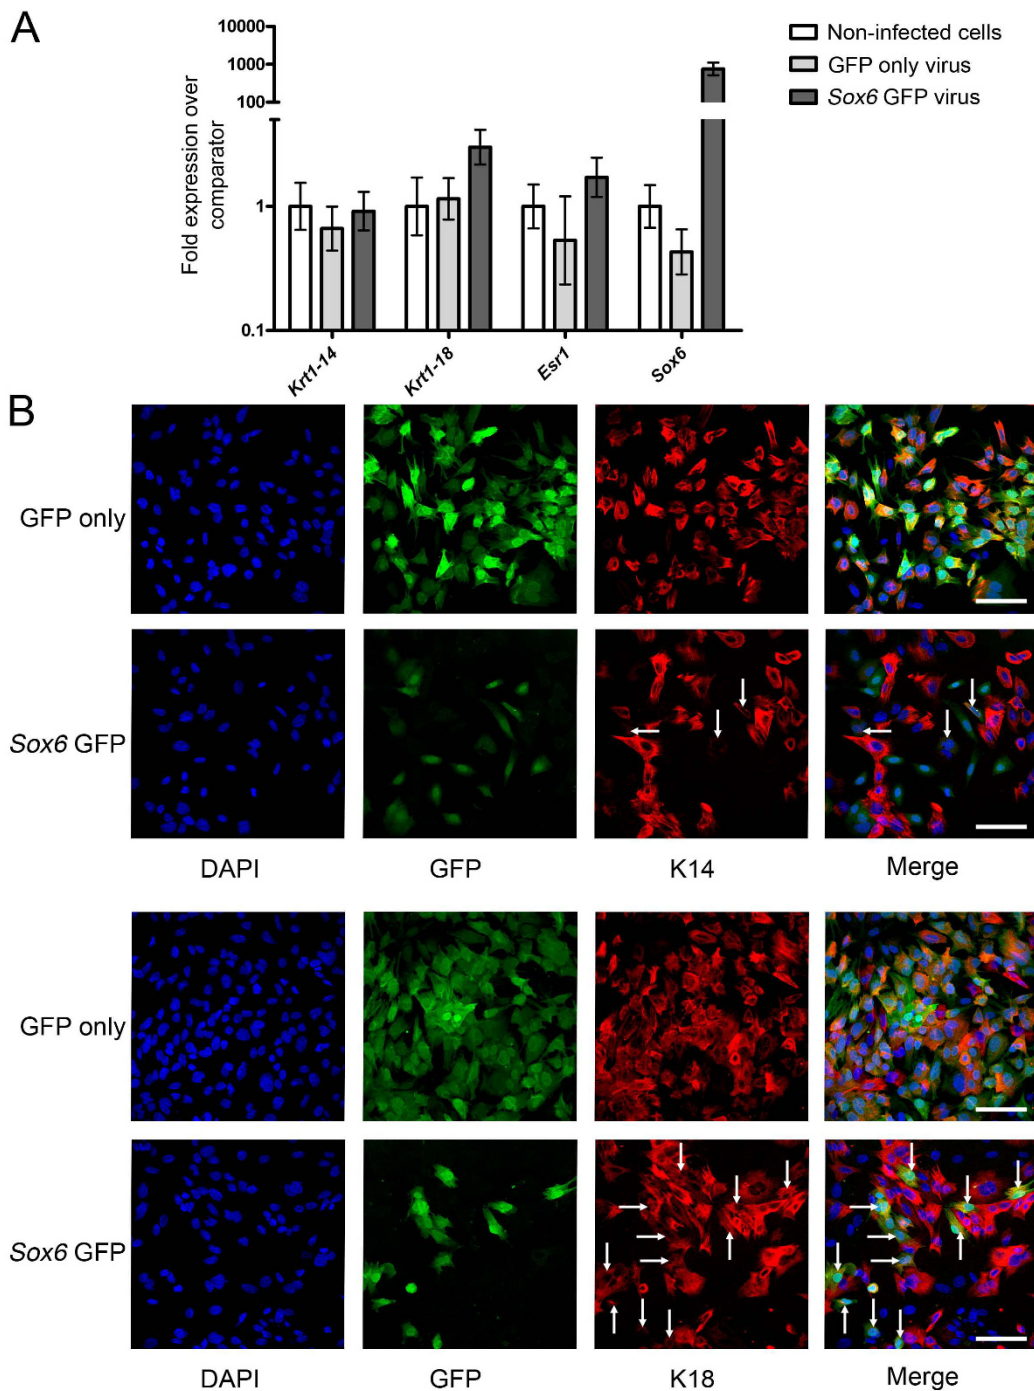 A
Non-infected cells
GFP only virus
Sox6 GFP virus
Fold expression over
comparator
10000
1000
100
1
0.1
Krt1-14
Krt1-18
Esr1
Sox6
B
GFP only
Sox6 GFP
DAPI
GFP
K14
Merge
GFP only
Sox6 GFP
DAPI
GFP
K18
Merge